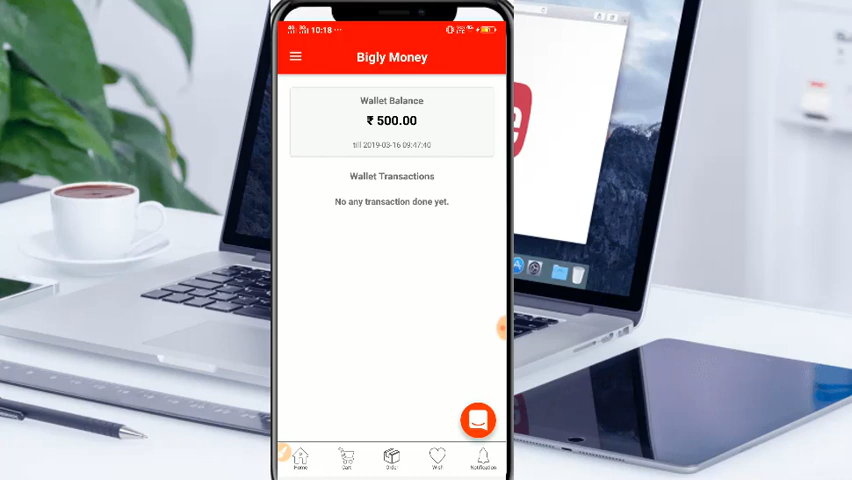 10:18
Bigly Money
Wallet Balance
₹ 500.00
till 2019-03-16 09:47:40
Wallet Transactions
No any transaction done yet.
Home
Cart
Order
Wish
Notification